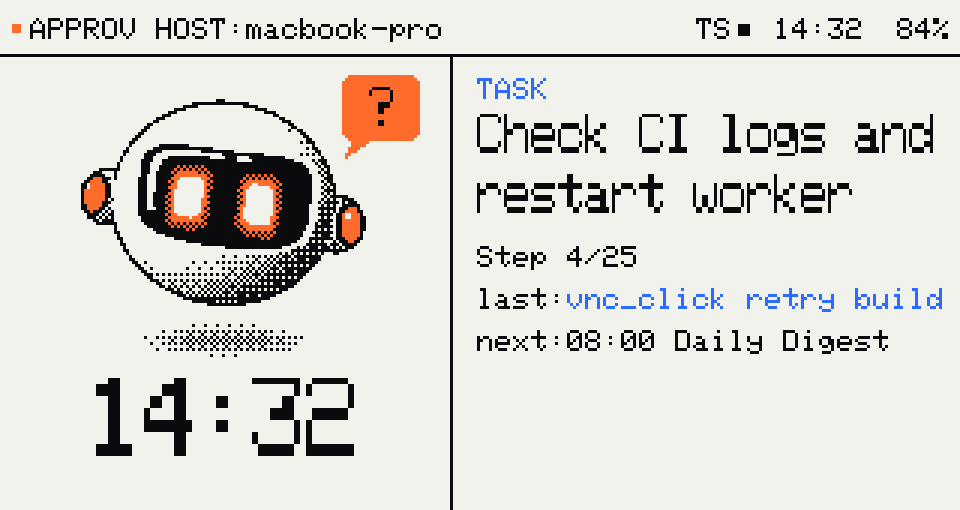 APPROV HOST:macbook-pro
TS 14:32 84%
?
14:32
TASK
Check CI logs and
restart worker
Step 4/25
last:vnc_click retry build
next:08:00 Daily Digest